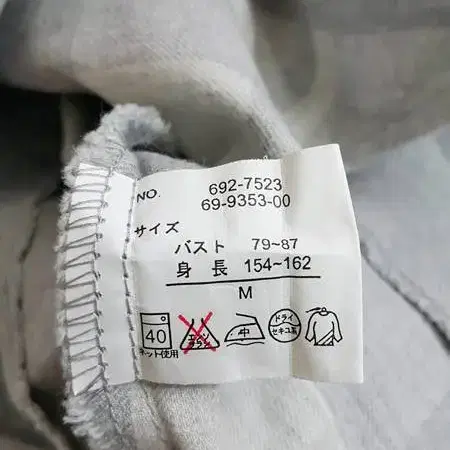 NO. 692-7523
69-9353-00
サイズ
バスト 79~87
身長 154~162
M
40
中
ドライ
セキユ系
ネット使用